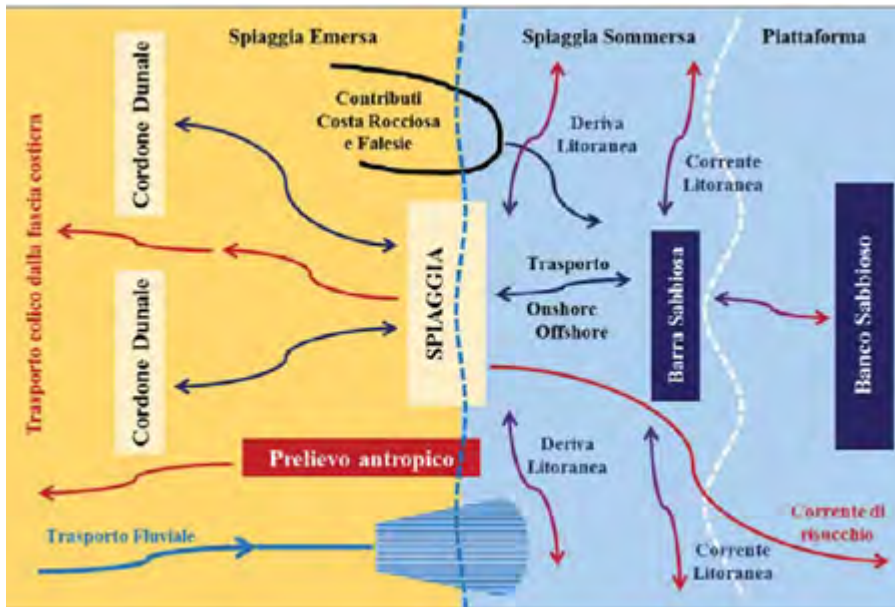 Spiaggia Emersa
Spiaggia Sommersa
Piattaforma
Trasporto eolico dalla fascia costiera
Cordone Dunale
Contributi
Costa Rocciosa
e Falesie
Deriva
Litoranea
Corrente
Litoranea
SPIAGGIA
Trasporto
Onshore
Offshore
Barra Sabbiosa
Banco Sabbioso
Cordone Dunale
Prelievo antropico
Deriva
Litoranea
Trasporto Fluviale
Corrente di
risucchio
Corrente
Litoranea